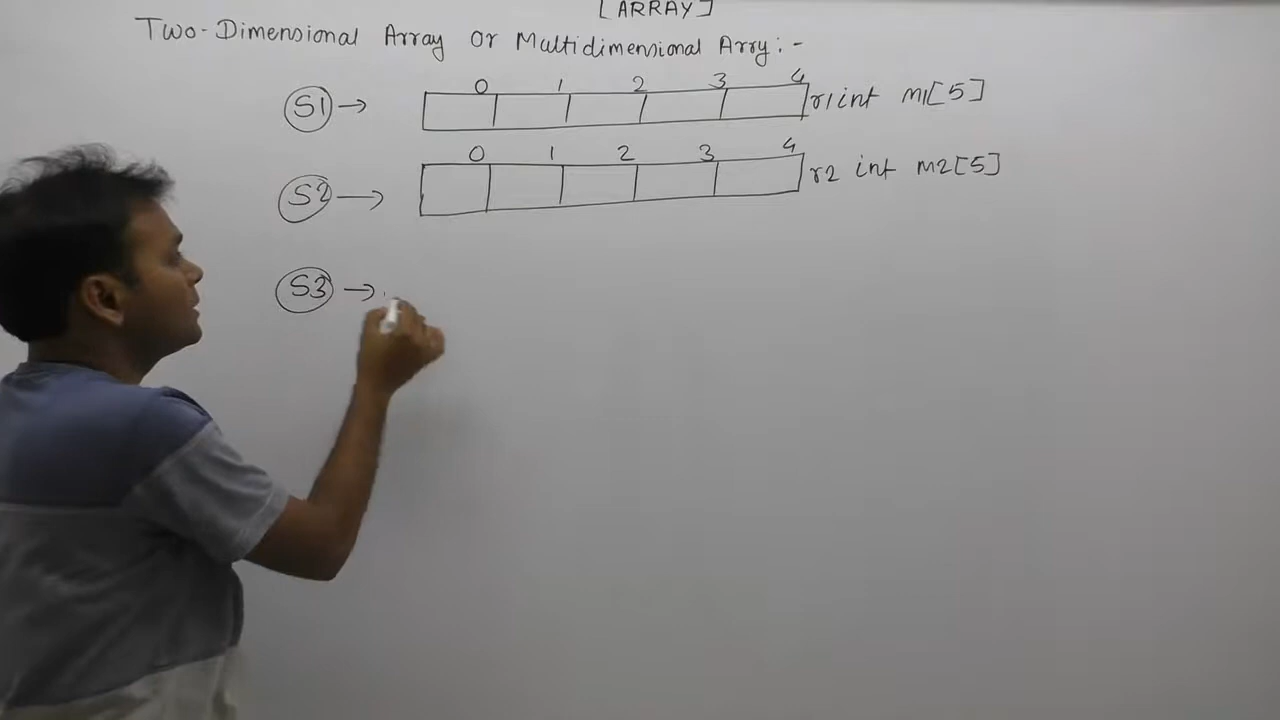 [ARRAY]
Two-Dimensional Array Or Multidimensional Arry:-
0 1 2 3 4
S1 → r1 int m1[5]
0 1 2 3 4
S2 → r2 int m2[5]
S3 →